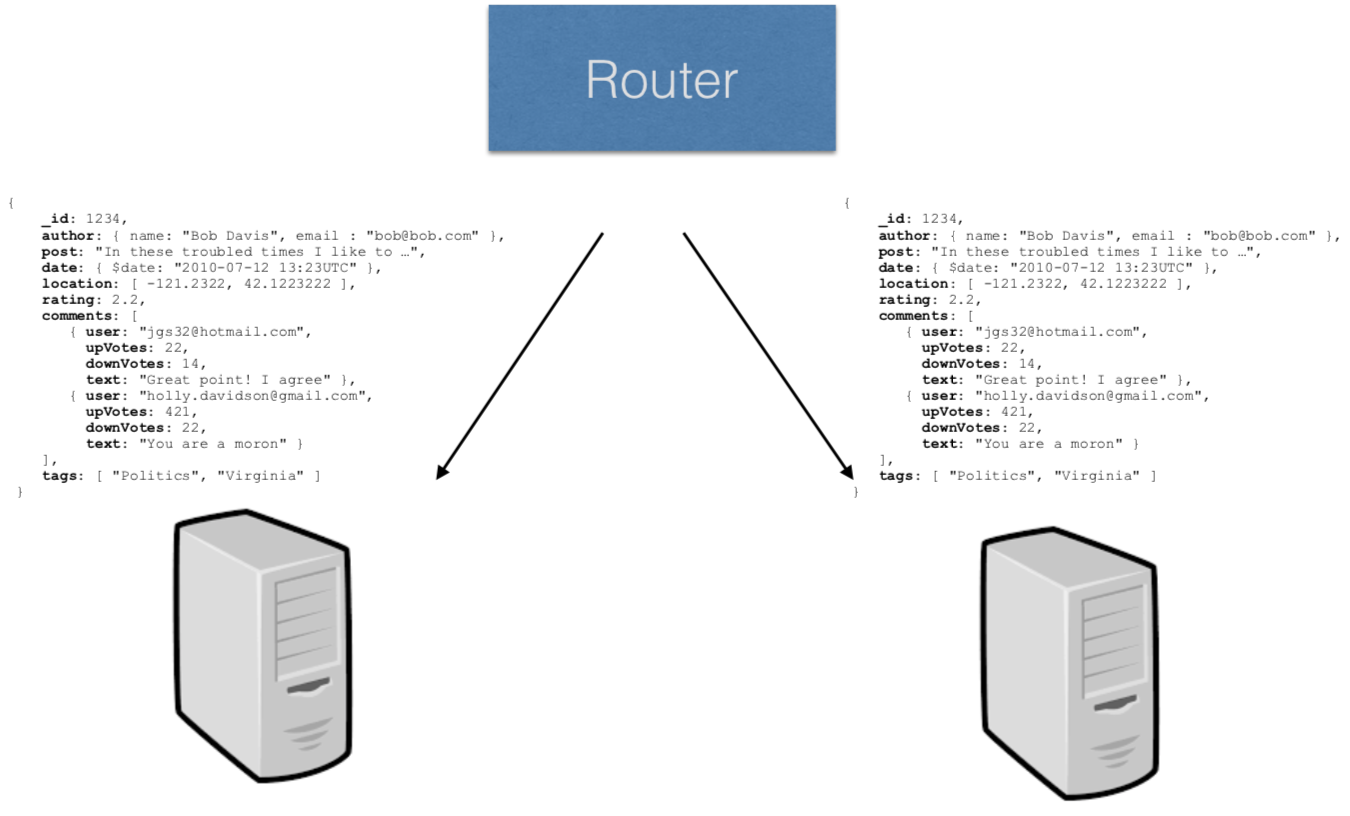 Router
{
_id: 1234,
author: { name: "Bob Davis", email : "bob@bob.com" },
post: "In these troubled times I like to …",
date: { $date: "2010-07-12 13:23UTC" },
location: [ -121.2322, 42.1223222 ],
rating: 2.2,
comments: [
{ user: "jgs32@hotmail.com",
upVotes: 22,
downVotes: 14,
text: "Great point! I agree" },
{ user: "holly.davidson@gmail.com",
upVotes: 421,
downVotes: 22,
text: "You are a moron" }
],
tags: [ "Politics", "Virginia" ]
}
{
_id: 1234,
author: { name: "Bob Davis", email : "bob@bob.com" },
post: "In these troubled times I like to …",
date: { $date: "2010-07-12 13:23UTC" },
location: [ -121.2322, 42.1223222 ],
rating: 2.2,
comments: [
{ user: "jgs32@hotmail.com",
upVotes: 22,
downVotes: 14,
text: "Great point! I agree" },
{ user: "holly.davidson@gmail.com",
upVotes: 421,
downVotes: 22,
text: "You are a moron" }
],
tags: [ "Politics", "Virginia" ]
}